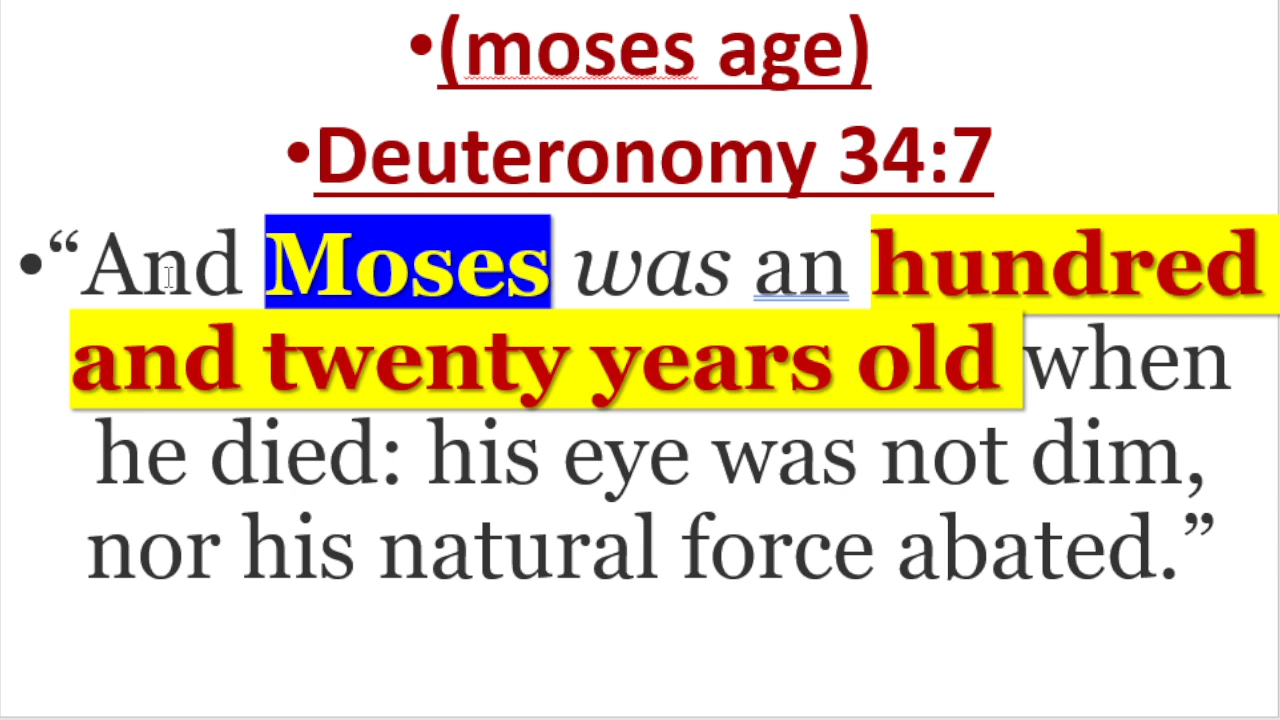 •(moses age)
•Deuteronomy 34:7
•“And Moses was an hundred
and twenty years old when
he died: his eye was not dim,
nor his natural force abated.”